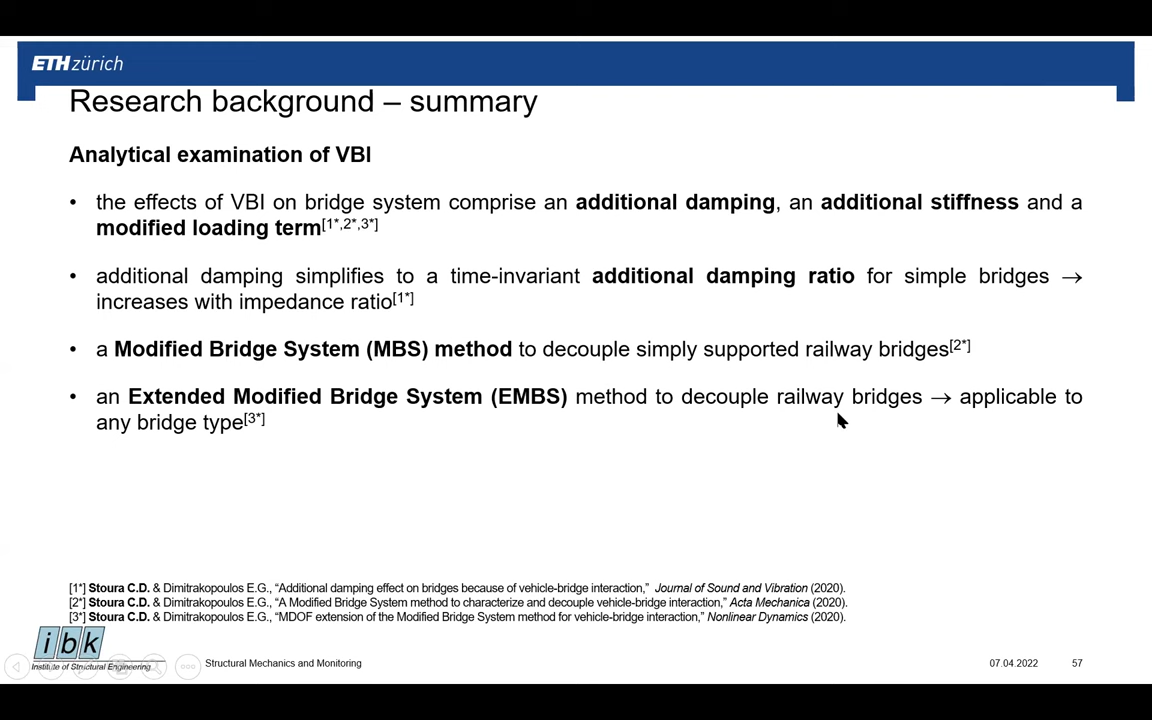 ETH zürich
Research background – summary
Analytical examination of VBI
• the effects of VBI on bridge system comprise an additional damping, an additional stiffness and a
modified loading term[1*,2*,3*]
• additional damping simplifies to a time-invariant additional damping ratio for simple bridges →
increases with impedance ratio[1*]
• a Modified Bridge System (MBS) method to decouple simply supported railway bridges[2*]
• an Extended Modified Bridge System (EMBS) method to decouple railway bridges → applicable to
any bridge type[3*]
[1*] Stoura C.D. & Dimitrakopoulos E.G., “Additional damping effect on bridges because of vehicle-bridge interaction,” Journal of Sound and Vibration (2020).
[2*] Stoura C.D. & Dimitrakopoulos E.G., “A Modified Bridge System method to characterize and decouple vehicle-bridge interaction,” Acta Mechanica (2020).
[3*] Stoura C.D. & Dimitrakopoulos E.G., “MDOF extension of the Modified Bridge System method for vehicle-bridge interaction,” Nonlinear Dynamics (2020).
ibk
Institute of Structural Engineering
Structural Mechanics and Monitoring
07.04.2022
57